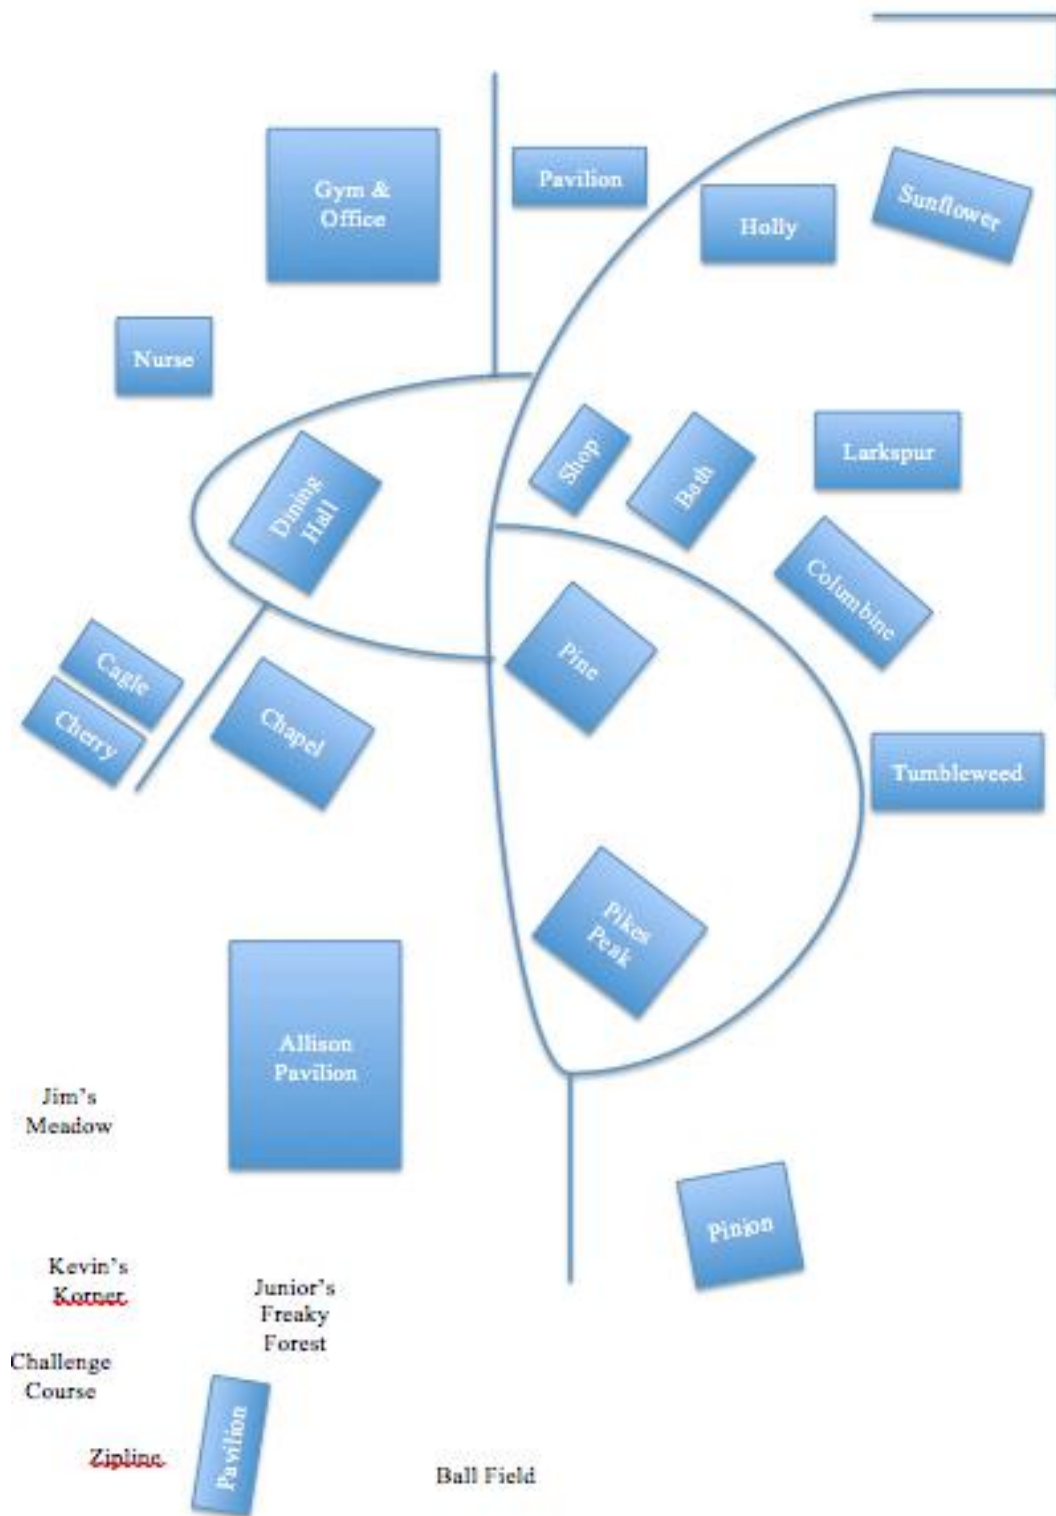 Gym &
Office
Pavilion
Holly
Sunflower
Nurse
Dining
Hall
Shop
Bath
Larkspur
Columbine
Cagle
Cherry
Chapel
Pine
Tumbleweed
Pikes
Peak
Allison
Pavilion
Jim's
Meadow
Pinion
Kevin's
Korner
Junior's
Freaky
Forest
Challenge
Course
Zipline
Pavilion
Ball Field